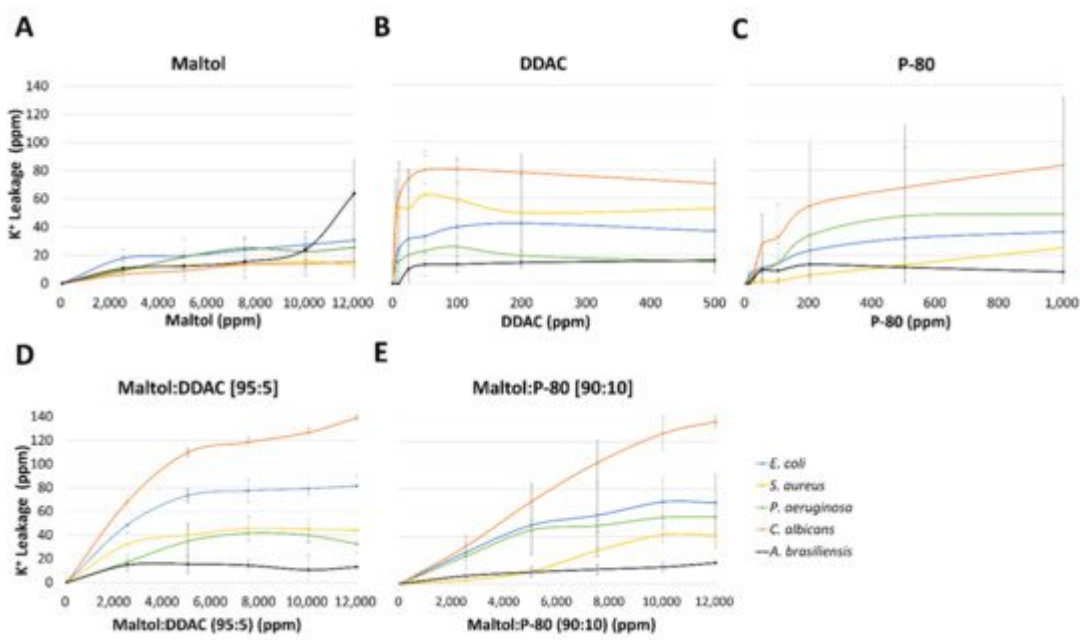 A
B
C
Maltol
DDAC
P-80
K⁺ Leakage (ppm)
140
120
100
80
60
40
20
0
0 2,000 4,000 6,000 8,000 10,000 12,000
Maltol (ppm)
0 100 200 300 400 500
DDAC (ppm)
0 200 400 600 800 1,000
P-80 (ppm)
D
E
Maltol:DDAC [95:5]
Maltol:P-80 [90:10]
K⁺ Leakage (ppm)
140
120
100
80
60
40
20
0
0 2,000 4,000 6,000 8,000 10,000 12,000
Maltol:DDAC (95:5) (ppm)
0 2,000 4,000 6,000 8,000 10,000 12,000
Maltol:P-80 (90:10) (ppm)
E. coli
S. aureus
P. aeruginosa
C. albicans
A. brasiliensis